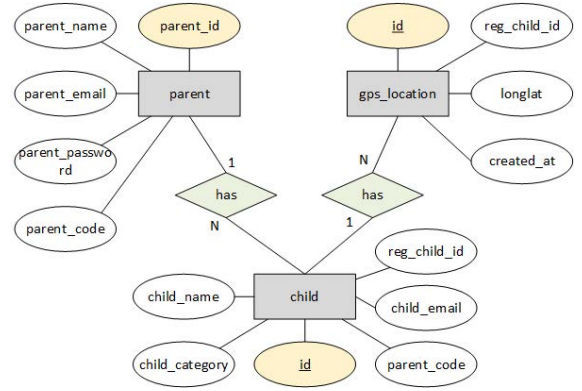 parent_name
parent_id
id
reg_child_id
parent_email
parent
gps_location
longlat
parent_passwo
rd
created_at
1
N
has
has
parent_code
N
1
reg_child_id
child_name
child
child_email
child_category
id
parent_code